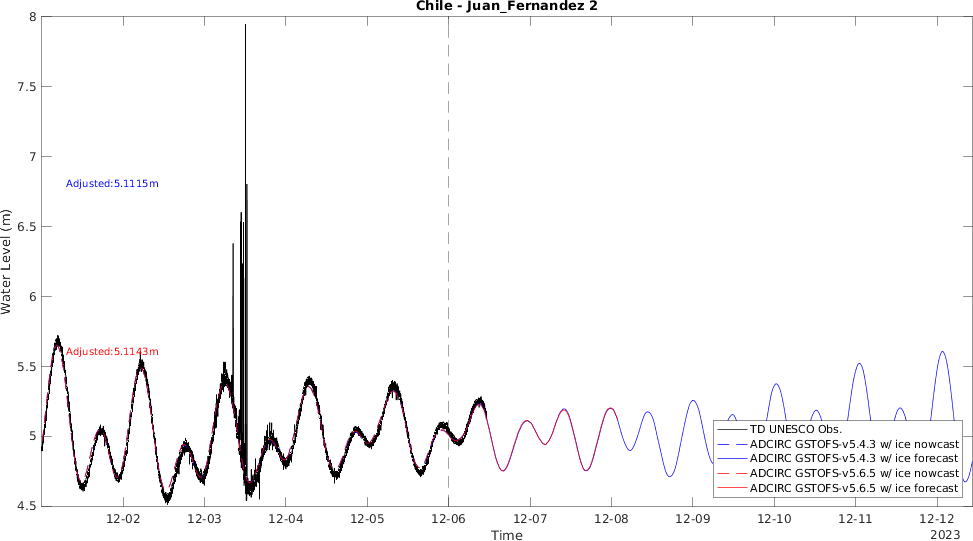 Chile - Juan_Fernandez 2
Water Level (m)
8
7.5
7
6.5
6
5.5
5
4.5
Adjusted:5.1115m
Adjusted:5.1143m
TD UNESCO Obs.
ADCIRC GSTOFS-v5.4.3 w/ ice nowcast
ADCIRC GSTOFS-v5.4.3 w/ ice forecast
ADCIRC GSTOFS-v5.6.5 w/ ice nowcast
ADCIRC GSTOFS-v5.6.5 w/ ice forecast
12-02 12-03 12-04 12-05 12-06 12-07 12-08 12-09 12-10 12-11 12-12
Time
2023